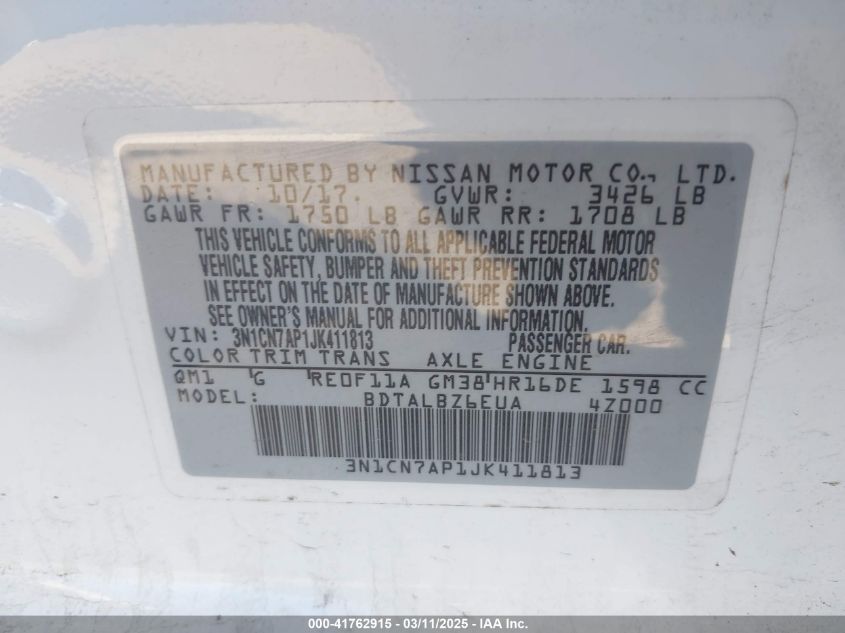 MANUFACTURED BY NISSAN MOTOR CO., LTD.
DATE: 10/17. GVWR: 3426 LB
GAWR FR: 1750 LB GAWR RR: 1708 LB
THIS VEHICLE CONFORMS TO ALL APPLICABLE FEDERAL MOTOR
VEHICLE SAFETY, BUMPER AND THEFT PREVENTION STANDARDS
IN EFFECT ON THE DATE OF MANUFACTURE SHOWN ABOVE.
SEE OWNER'S MANUAL FOR ADDITIONAL INFORMATION.
VIN: 3N1CN7AP1JK411813 PASSENGER CAR.
COLOR TRIM TRANS AXLE ENGINE
QM1 G RE0F11A GM38 HR16DE 1598 CC
MODEL: BDTALBZ6EUA 4Z000
3N1CN7AP1JK411813
000-41762915 - 03/11/2025 - IAA Inc.